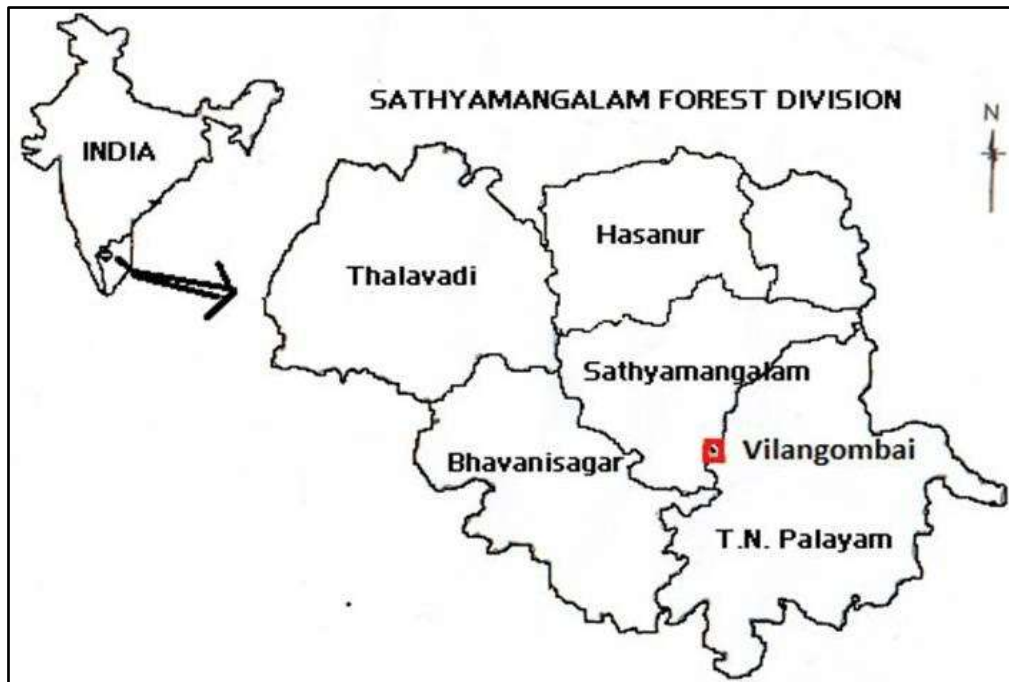 SATHYAMANGALAM FOREST DIVISION
N
INDIA
Hasanur
Thalavadi
Sathyamangalam
Bhavanisagar
Vilangombai
T.N. Palayam